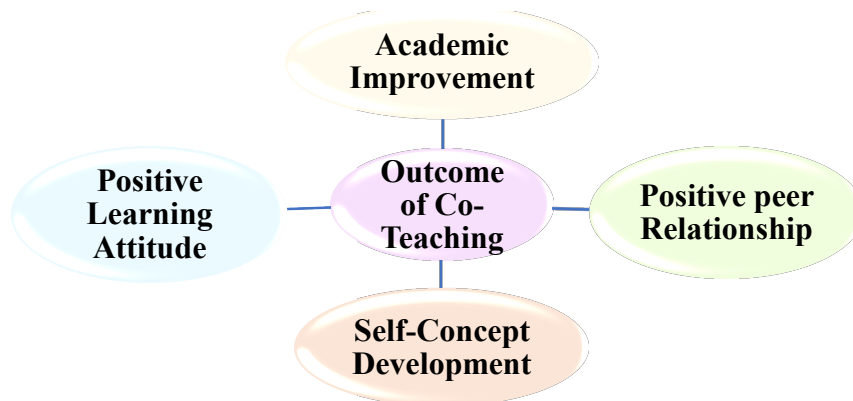 Academic
Improvement
Positive
Learning
Attitude
Outcome
of Co-
Teaching
Positive peer
Relationship
Self-Concept
Development